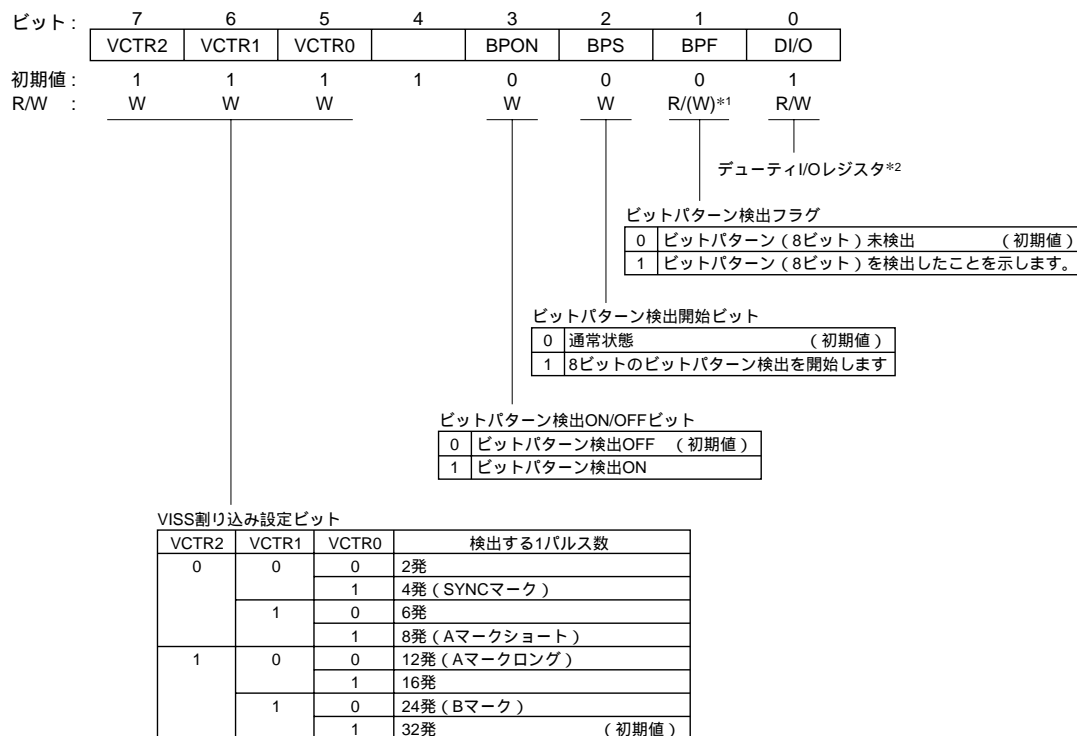 ビット : 7 6 5 4 3 2 1 0
VCTR2 VCTR1 VCTR0 BPON BPS BPF DI/O
初期値 : 1 1 1 1 0 0 0 1
R/W : W W W W W R/(W)*1 R/W
デューティI/Oレジスタ*2
ビットパターン検出フラグ
0 ビットパターン（8ビット）未検出 （初期値）
1 ビットパターン（8ビット）を検出したことを示します。
ビットパターン検出開始ビット
0 通常状態 （初期値）
1 8ビットのビットパターン検出を開始します
ビットパターン検出ON/OFFビット
0 ビットパターン検出OFF （初期値）
1 ビットパターン検出ON
VISS割り込み設定ビット
VCTR2 VCTR1 VCTR0 検出する1パルス数
0 0 0 2発
1 4発（SYNCマーク）
1 0 6発
1 8発（Aマークショート）
1 0 0 12発（Aマークロング）
1 16発
1 0 24発（Bマーク）
1 32発 （初期値）